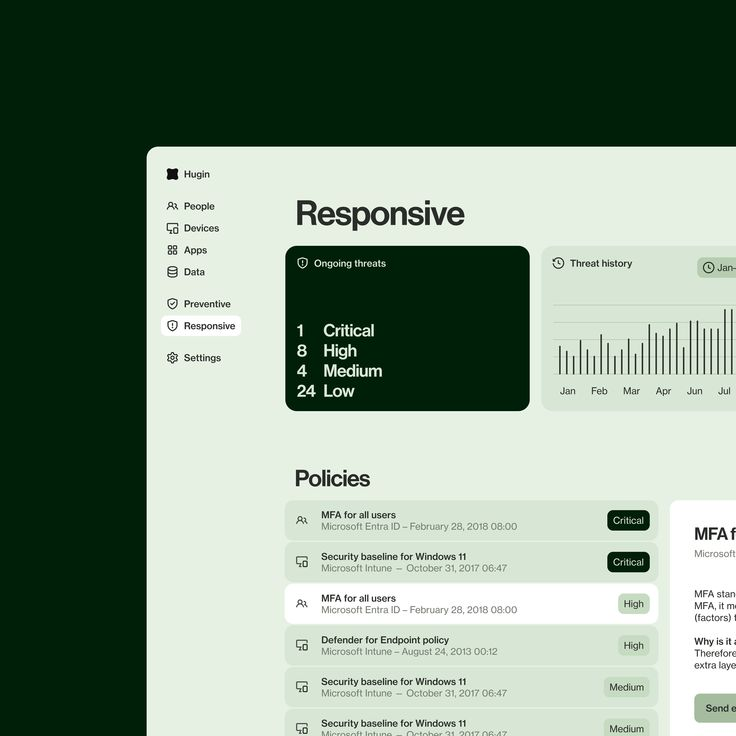 Hugin
People
Devices
Apps
Data
Preventive
Responsive
Settings
Responsive
Ongoing threats
1 Critical
8 High
4 Medium
24 Low
Threat history
Jan–
Jan Feb Mar Apr Jun Jul
Policies
MFA for all users
Microsoft Entra ID – February 28, 2018 08:00
Critical
Security baseline for Windows 11
Microsoft Intune — October 31, 2017 06:47
Critical
MFA for all users
Microsoft Entra ID – February 28, 2018 08:00
High
Defender for Endpoint policy
Microsoft Intune – August 24, 2013 00:12
High
Security baseline for Windows 11
Microsoft Intune — October 31, 2017 06:47
Medium
Security baseline for Windows 11
Microsoft Intune — October 31, 2017 06:47
Medium
MFA f
Microsoft
MFA stan
MFA, it m
(factors) t
Why is it a
Therefore
extra laye
Send e